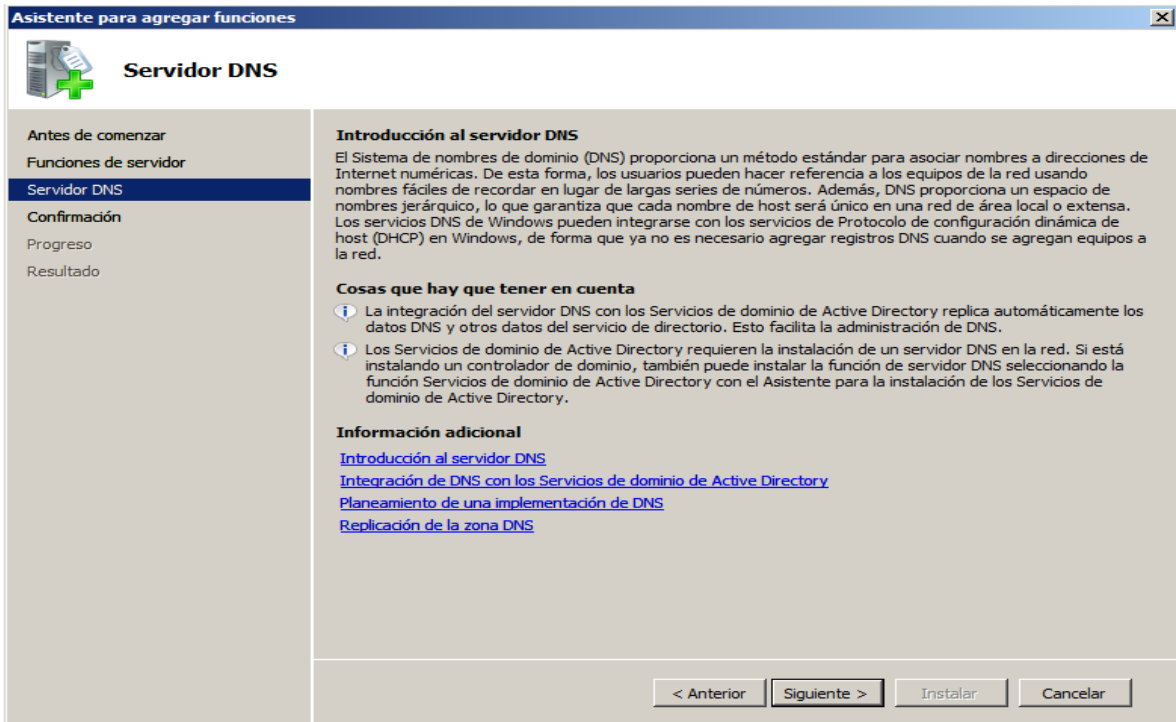 Asistente para agregar funciones
Servidor DNS
Antes de comenzar
Funciones de servidor
Servidor DNS
Confirmación
Progreso
Resultado
Introducción al servidor DNS
El Sistema de nombres de dominio (DNS) proporciona un método estándar para asociar nombres a direcciones de
Internet numéricas. De esta forma, los usuarios pueden hacer referencia a los equipos de la red usando
nombres fáciles de recordar en lugar de largas series de números. Además, DNS proporciona un espacio de
nombres jerárquico, lo que garantiza que cada nombre de host será único en una red de área local o extensa.
Los servicios DNS de Windows pueden integrarse con los servicios de Protocolo de configuración dinámica de
host (DHCP) en Windows, de forma que ya no es necesario agregar registros DNS cuando se agregan equipos a
la red.
Cosas que hay que tener en cuenta
La integración del servidor DNS con los Servicios de dominio de Active Directory replica automáticamente los
datos DNS y otros datos del servicio de directorio. Esto facilita la administración de DNS.
Los Servicios de dominio de Active Directory requieren la instalación de un servidor DNS en la red. Si está
instalando un controlador de dominio, también puede instalar la función de servidor DNS seleccionando la
función Servicios de dominio de Active Directory con el Asistente para la instalación de los Servicios de
dominio de Active Directory.
Información adicional
Introducción al servidor DNS
Integración de DNS con los Servicios de dominio de Active Directory
Planeamiento de una implementación de DNS
Replicación de la zona DNS
< Anterior
Siguiente >
Instalar
Cancelar